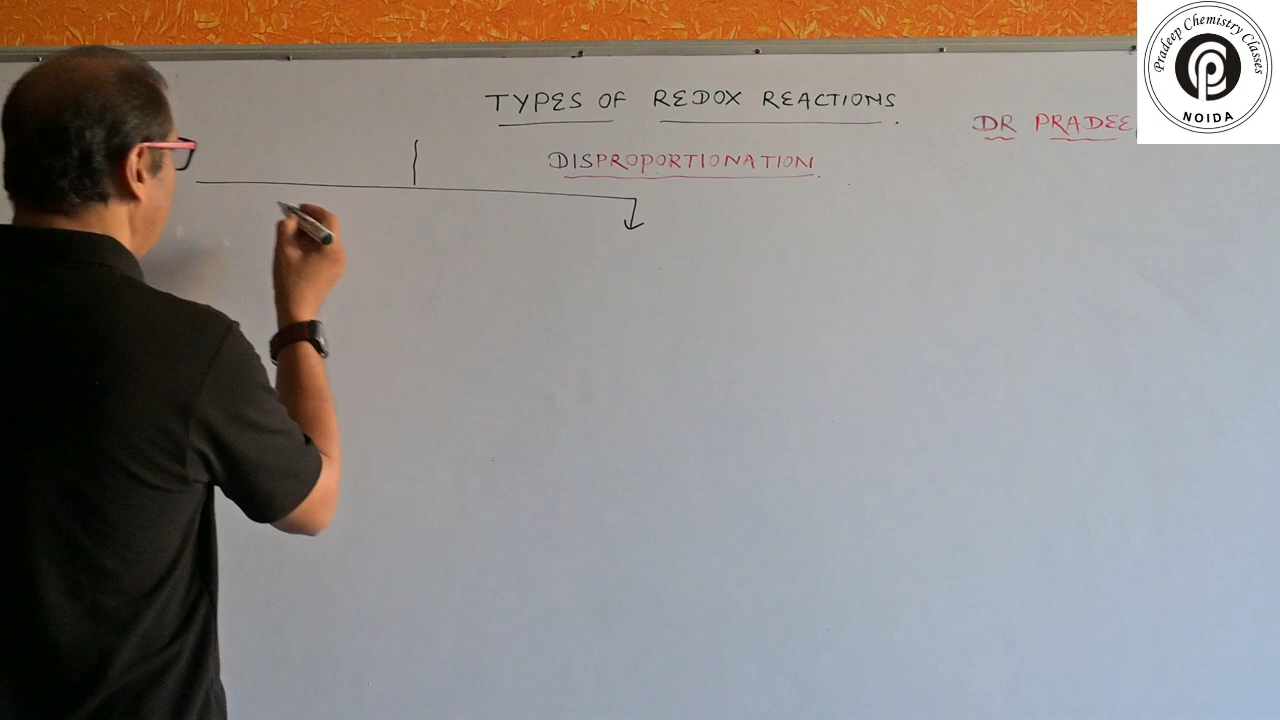 TYPES OF REDOX REACTIONS.
DR PRADEE
DISPROPORTIONATION.
Pradeep Chemistry Classes
NOIDA